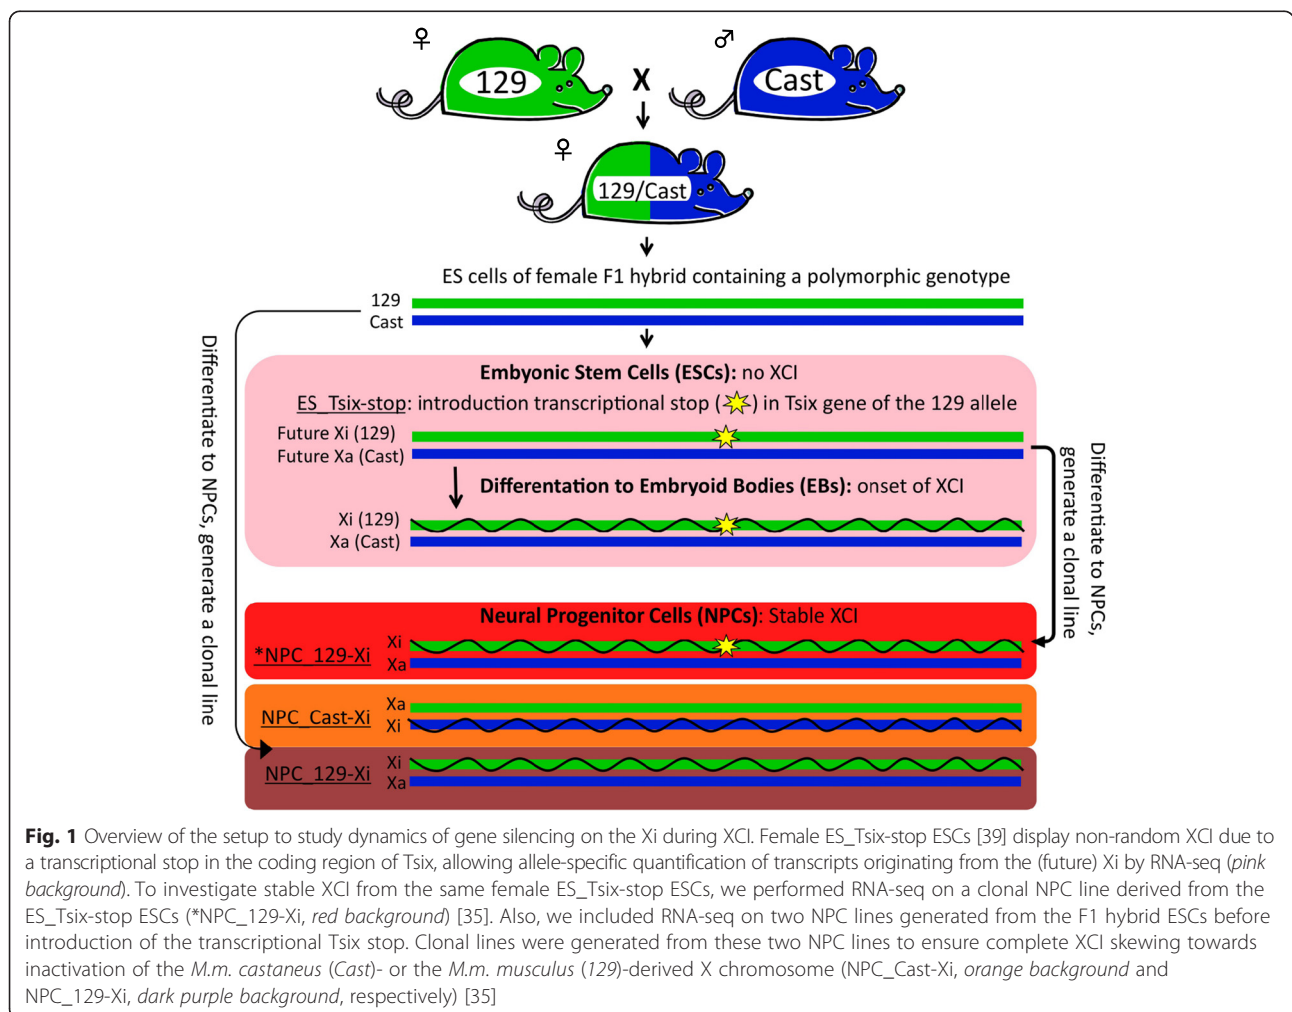 ♀
♂
129
X
Cast
♀
129/Cast
ES cells of female F1 hybrid containing a polymorphic genotype
129
Cast
Differentiate to NPCs, generate a clonal line
Embyonic Stem Cells (ESCs): no XCI
ES_Tsix-stop: introduction transcriptional stop ( ) in Tsix gene of the 129 allele
Future Xi (129)
Future Xa (Cast)
Differentation to Embryoid Bodies (EBs): onset of XCI
Xi (129)
Xa (Cast)
Differentiate to NPCs,
generate a clonal line
Neural Progenitor Cells (NPCs): Stable XCI
Xi
*NPC_129-Xi
Xa
Xa
NPC_Cast-Xi
Xi
Xi
NPC_129-Xi
Xa
Fig. 1 Overview of the setup to study dynamics of gene silencing on the Xi during XCI. Female ES_Tsix-stop ESCs [39] display non-random XCI due to
a transcriptional stop in the coding region of Tsix, allowing allele-specific quantification of transcripts originating from the (future) Xi by RNA-seq (pink
background). To investigate stable XCI from the same female ES_Tsix-stop ESCs, we performed RNA-seq on a clonal NPC line derived from the
ES_Tsix-stop ESCs (*NPC_129-Xi, red background) [35]. Also, we included RNA-seq on two NPC lines generated from the F1 hybrid ESCs before
introduction of the transcriptional Tsix stop. Clonal lines were generated from these two NPC lines to ensure complete XCI skewing towards
inactivation of the M.m. castaneus (Cast)- or the M.m. musculus (129)-derived X chromosome (NPC_Cast-Xi, orange background and
NPC_129-Xi, dark purple background, respectively) [35]